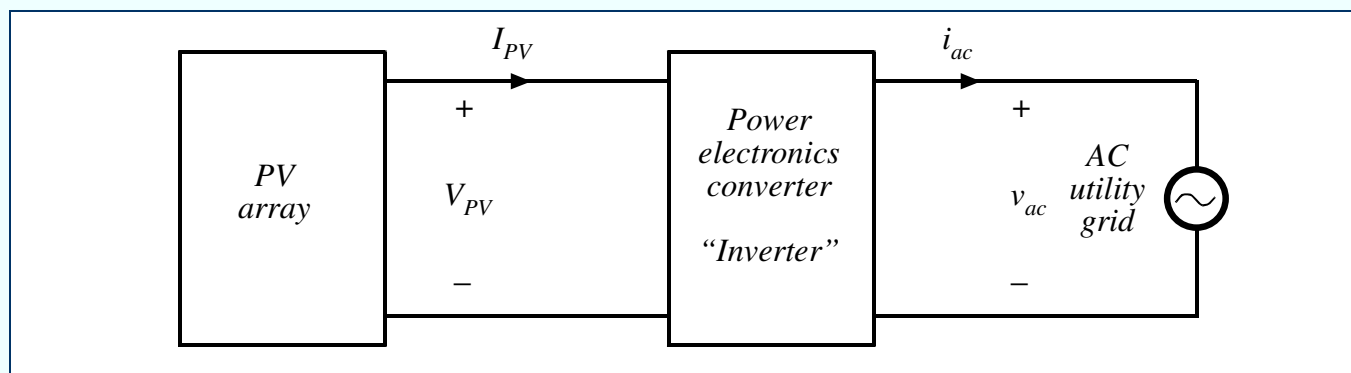 I_PV
i_ac
+
+
Power
electronics
converter
PV
array
V_PV
v_ac
AC
utility
grid
“Inverter”
–
–